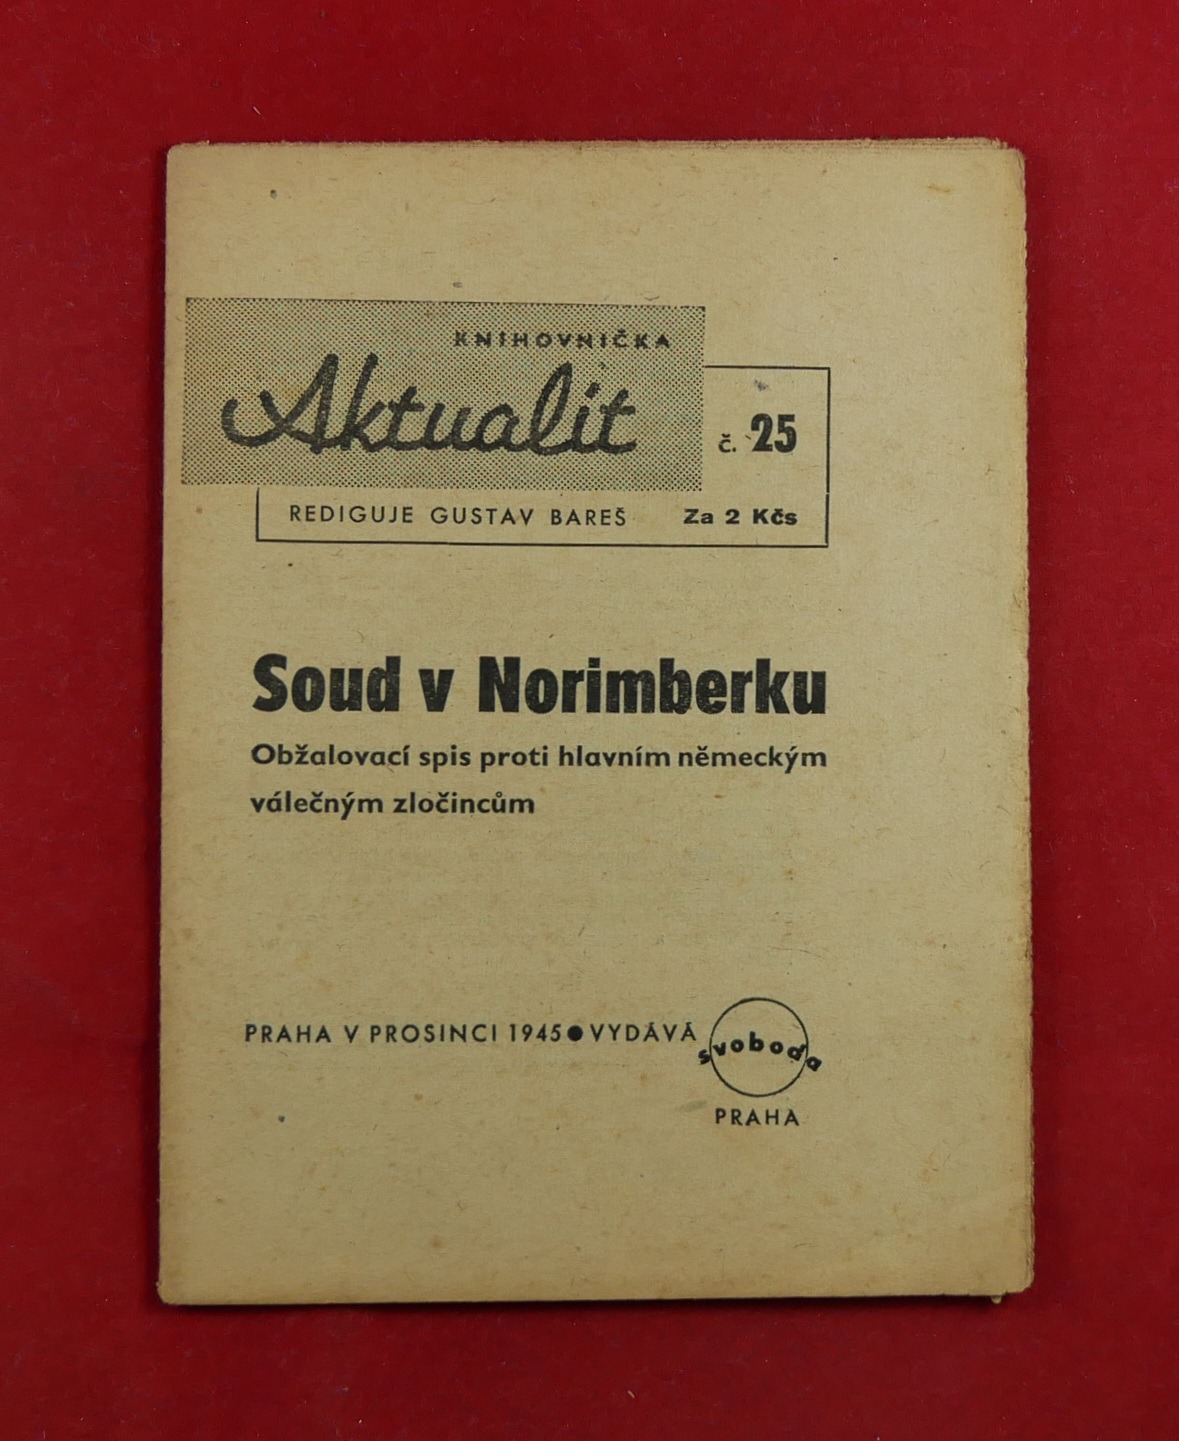 KNIHOVNIČKA
Aktualit
č. 25
REDIGUJE GUSTAV BAREŠ Za 2 Kčs
Soud v Norimberku
Obžalovací spis proti hlavním německým
válečným zločincům
PRAHA V PROSINCI 1945 ● VYDÁVÁ
svoboda
PRAHA